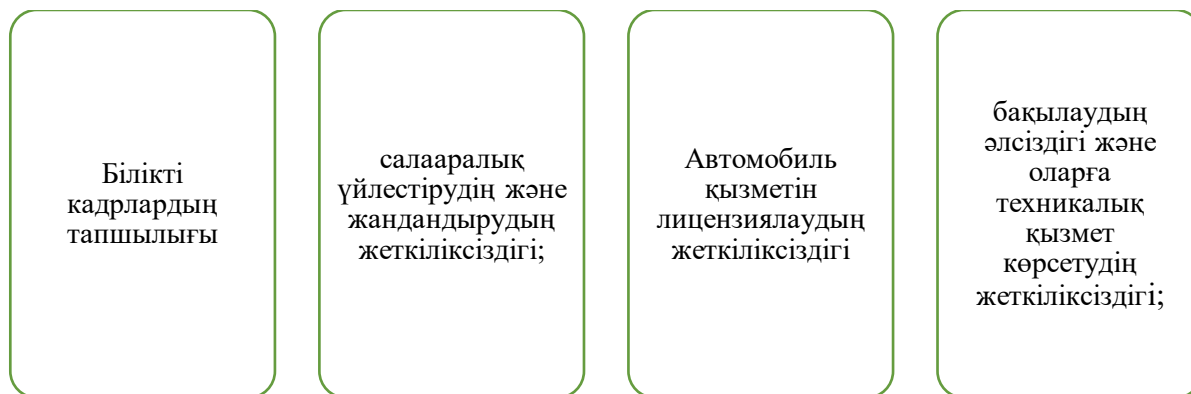 Білікті
кадрлардың
тапшылығы
салааралық
үйлестірудің және
жандандырудың
жеткіліксіздігі;
Автомобиль
қызметін
лицензиялаудың
жеткіліксіздігі
бақылаудың
әлсіздігі және
оларға
техникалық
қызмет
көрсетудің
жеткіліксіздігі;